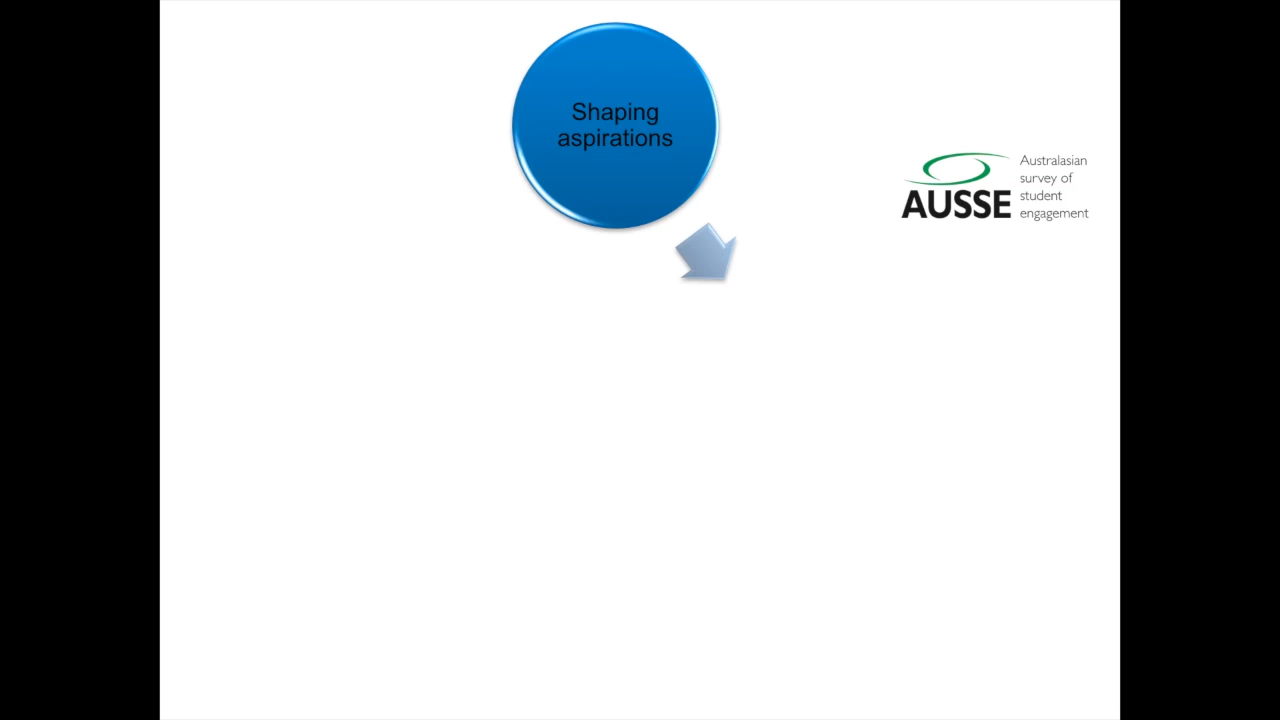 Shaping
aspirations
AUSSE
Australasian
survey of
student
engagement